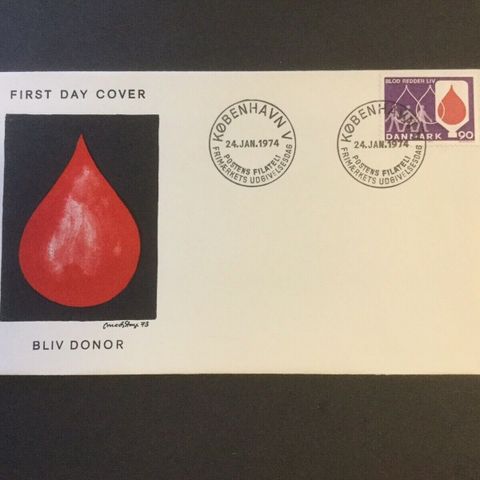 FIRST DAY COVER
BLOD REDDER LIV
DANMARK 90
KØBENHAVN V
24.JAN.1974
POSTENS FILATELI
FRIMÆRKETS UDGIVELSESDAG
KØBENHAVN
24.JAN.1974
POSTENS FILATELI
FRIMÆRKETS UDGIVELSESDAG
73
BLIV DONOR